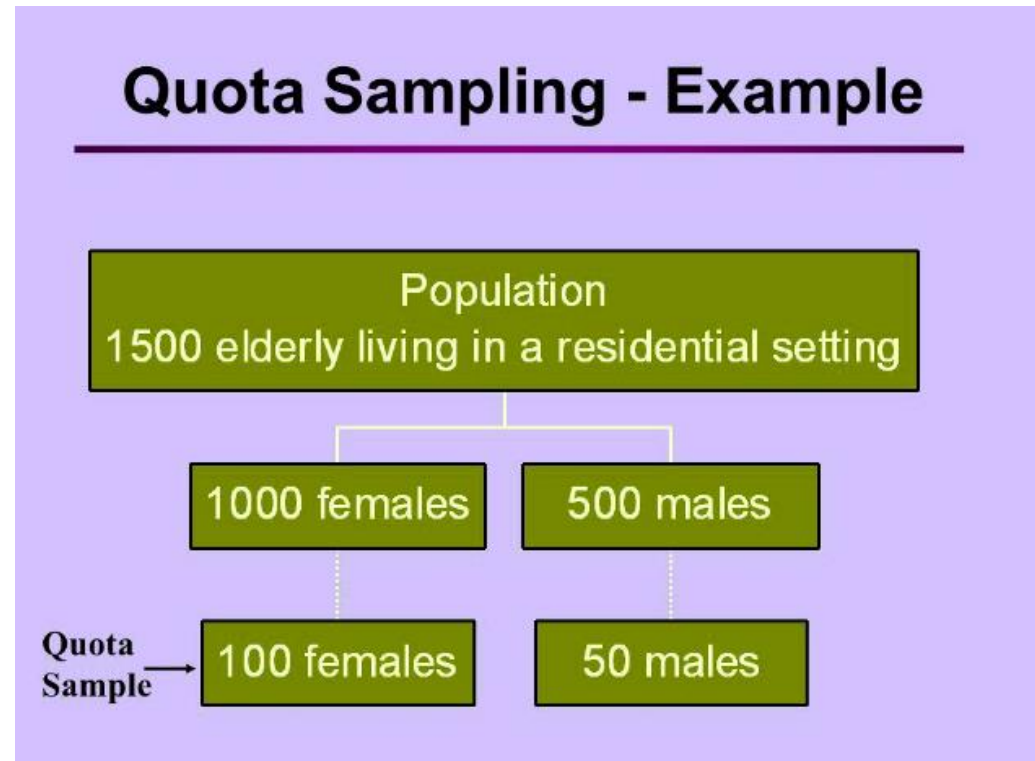 Quota Sampling - Example
Population
1500 elderly living in a residential setting
1000 females
500 males
Quota
Sample
100 females
50 males